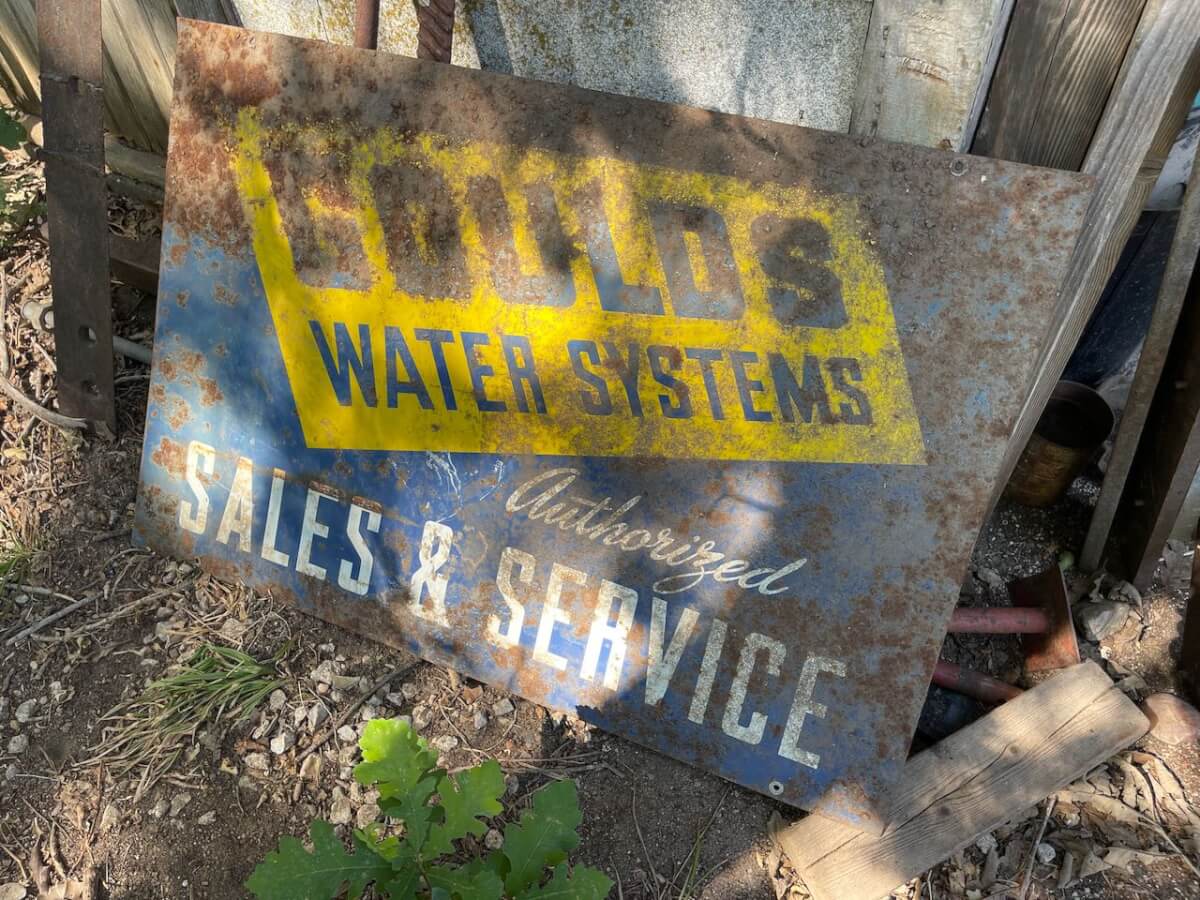 GOULDS
WATER SYSTEMS
Authorized
SALES & SERVICE